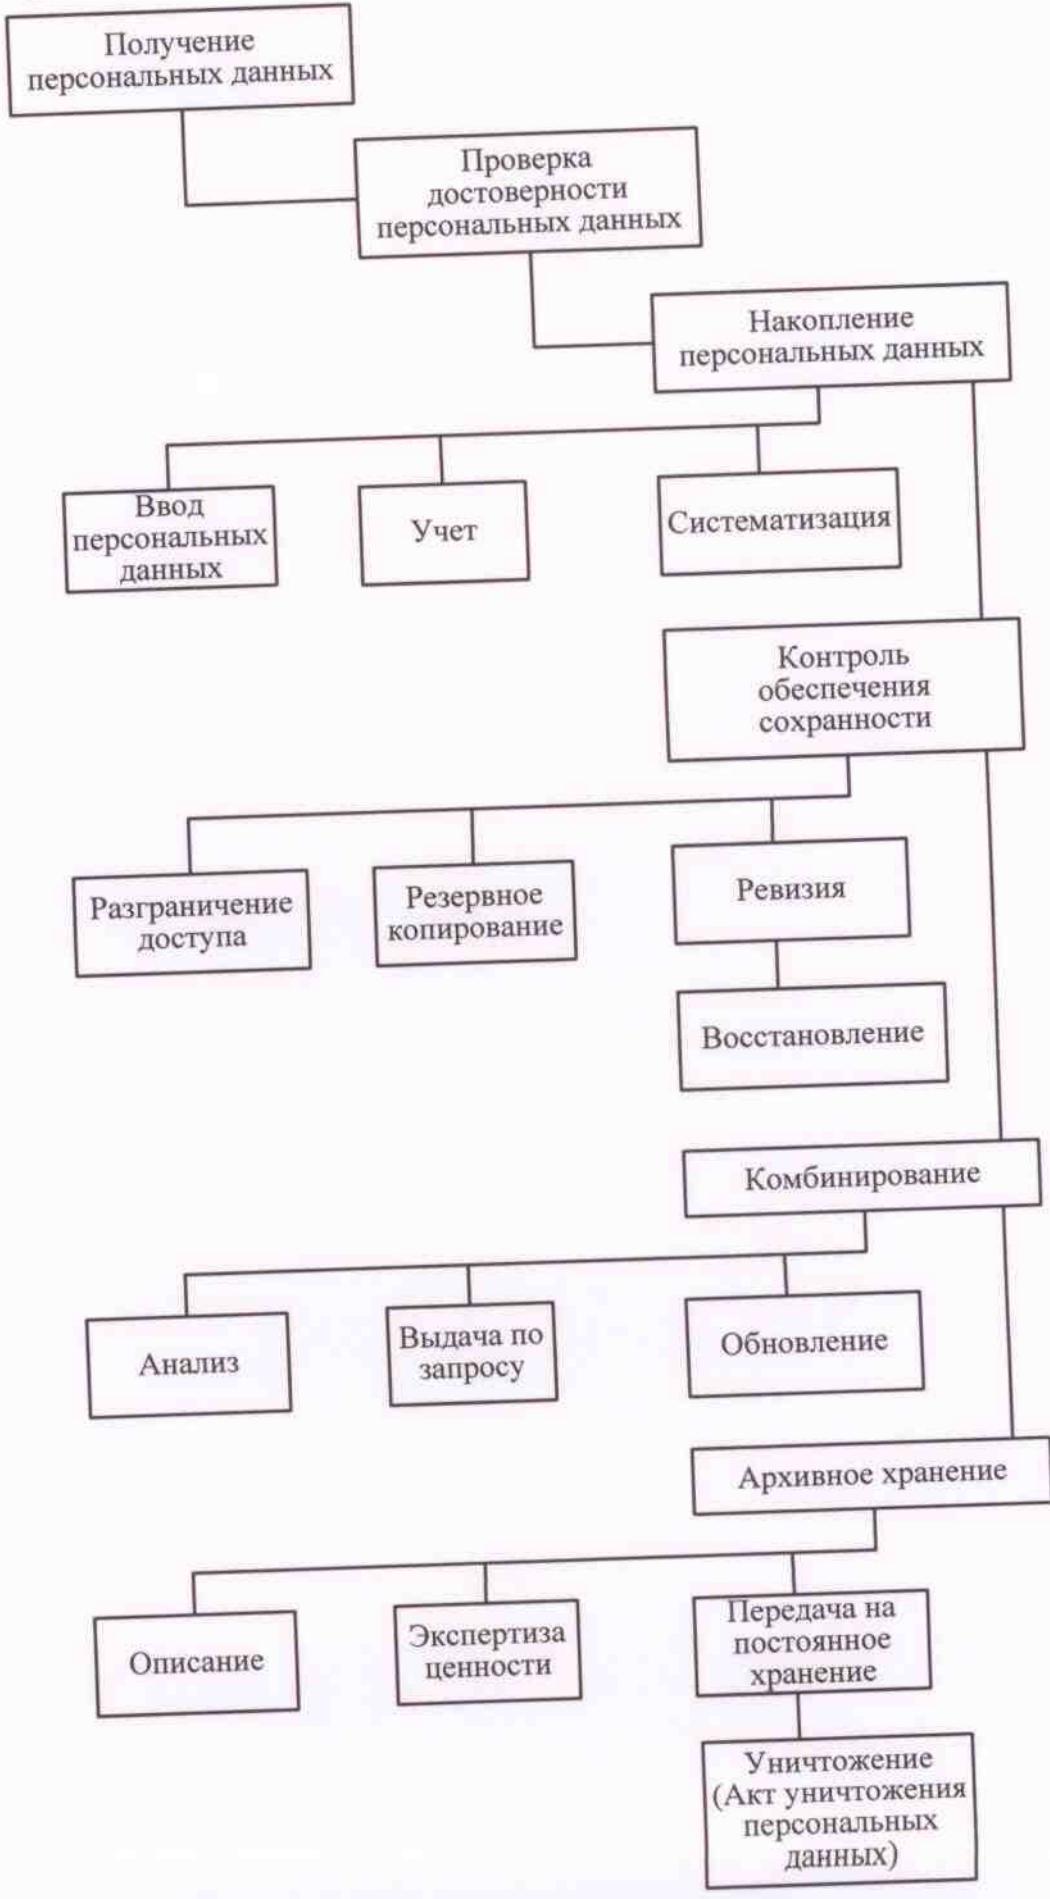 Получение
персональных данных
Проверка
достоверности
персональных данных
Накопление
персональных данных
Ввод
персональных
данных
Учет
Систематизация
Контроль
обеспечения
сохранности
Разграничение
доступа
Резервное
копирование
Ревизия
Восстановление
Комбинирование
Анализ
Выдача по
запросу
Обновление
Архивное хранение
Описание
Экспертиза
ценности
Передача на
постоянное
хранение
Уничтожение
(Акт уничтожения
персональных
данных)